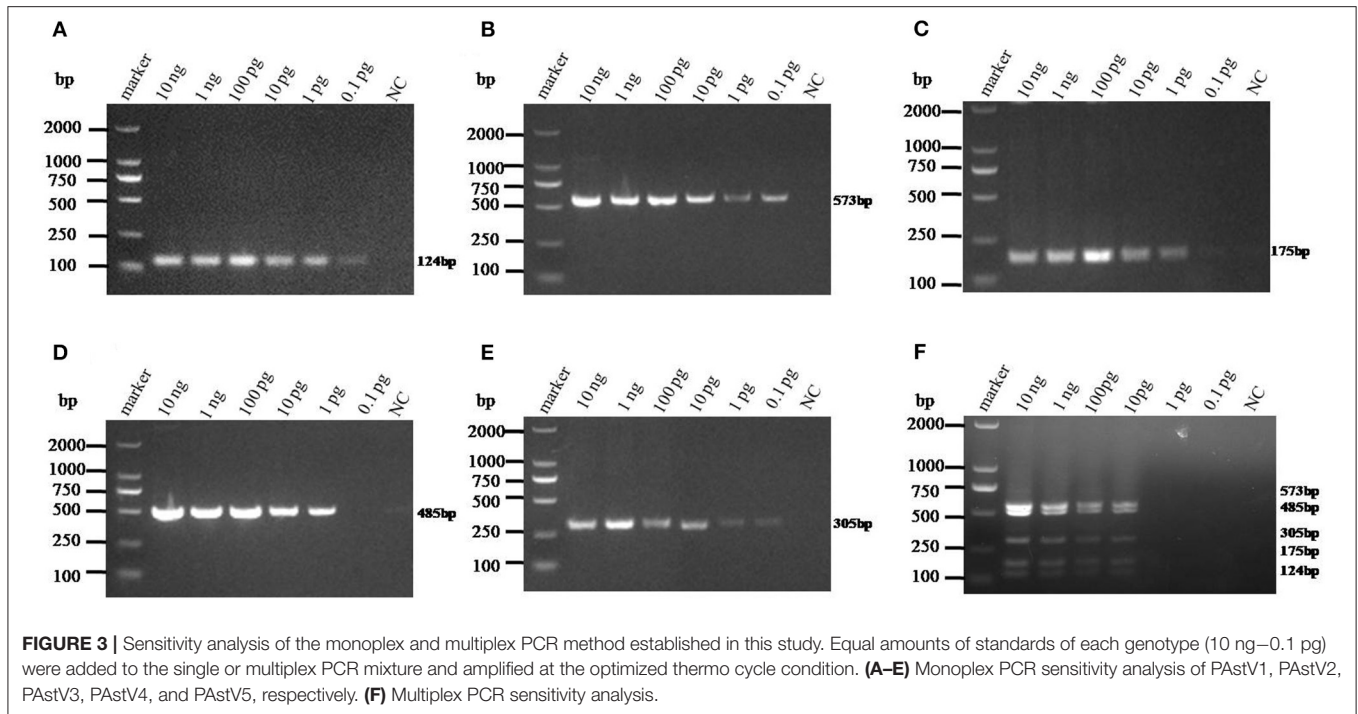 A
bp
marker
10 ng
1 ng
100 pg
10 pg
1 pg
0.1 pg
NC
2000
1000
750
500
250
100
124bp
B
bp
marker
10 ng
1 ng
100 pg
10 pg
1 pg
0.1 pg
NC
2000
1000
750
500
250
100
573bp
C
bp
marker
10 ng
1 ng
100 pg
10 pg
1 pg
0.1 pg
NC
2000
1000
750
500
250
100
175bp
D
bp
marker
10 ng
1 ng
100 pg
10 pg
1 pg
0.1 pg
NC
2000
1000
750
500
250
100
485bp
E
bp
marker
10 ng
1 ng
100 pg
10 pg
1 pg
0.1 pg
NC
2000
1000
750
500
250
100
305bp
F
bp
marker
10 ng
1 ng
100 pg
10 pg
1 pg
0.1 pg
NC
2000
1000
750
500
250
100
573bp
485bp
305bp
175bp
124bp
FIGURE 3 | Sensitivity analysis of the monoplex and multiplex PCR method established in this study. Equal amounts of standards of each genotype (10 ng–0.1 pg)
were added to the single or multiplex PCR mixture and amplified at the optimized thermo cycle condition. (A–E) Monoplex PCR sensitivity analysis of PAstV1, PAstV2,
PAstV3, PAstV4, and PAstV5, respectively. (F) Multiplex PCR sensitivity analysis.